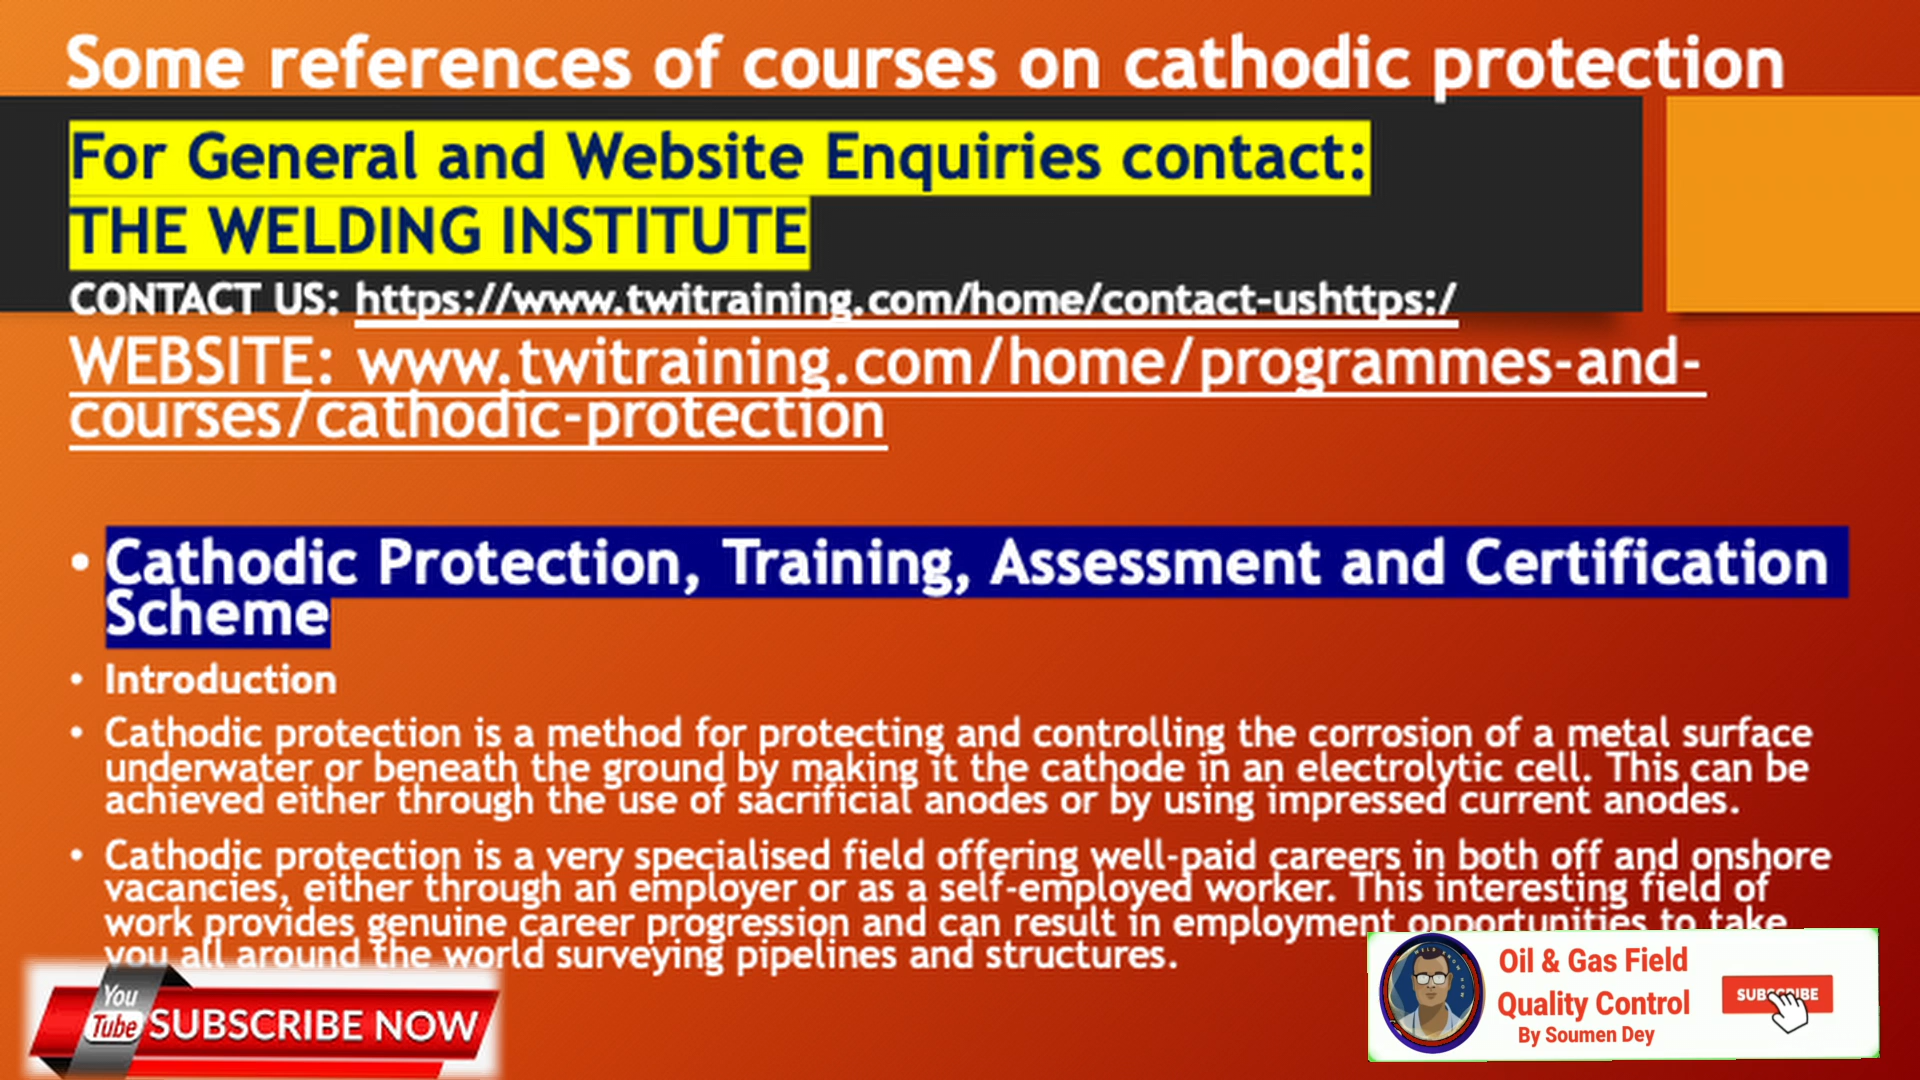 Some references of courses on cathodic protection
For General and Website Enquiries contact:
THE WELDING INSTITUTE
CONTACT US: https://www.twitraining.com/home/contact-ushttps:/
WEBSITE: www.twitraining.com/home/programmes-and-
courses/cathodic-protection
• Cathodic Protection, Training, Assessment and Certification
Scheme
• Introduction
• Cathodic protection is a method for protecting and controlling the corrosion of a metal surface
underwater or beneath the ground by making it the cathode in an electrolytic cell. This can be
achieved either through the use of sacrificial anodes or by using impressed current anodes.
• Cathodic protection is a very specialised field offering well-paid careers in both off and onshore
vacancies, either through an employer or as a self-employed worker. This interesting field of
work provides genuine career progression and can result in employment opportunities to take
you all around the world surveying pipelines and structures.
You
Tube
SUBSCRIBE NOW
Oil & Gas Field
Quality Control
By Soumen Dey
SUBSCRIBE